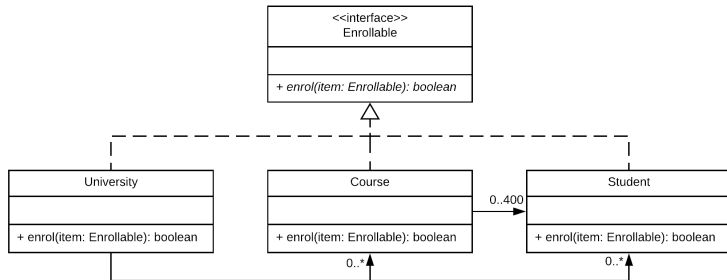 <<interface>>
Enrollable
+ enrol(item: Enrollable): boolean
University
Course
Student
0..400
+ enrol(item: Enrollable): boolean
+ enrol(item: Enrollable): boolean
+ enrol(item: Enrollable): boolean
0..*
0..*